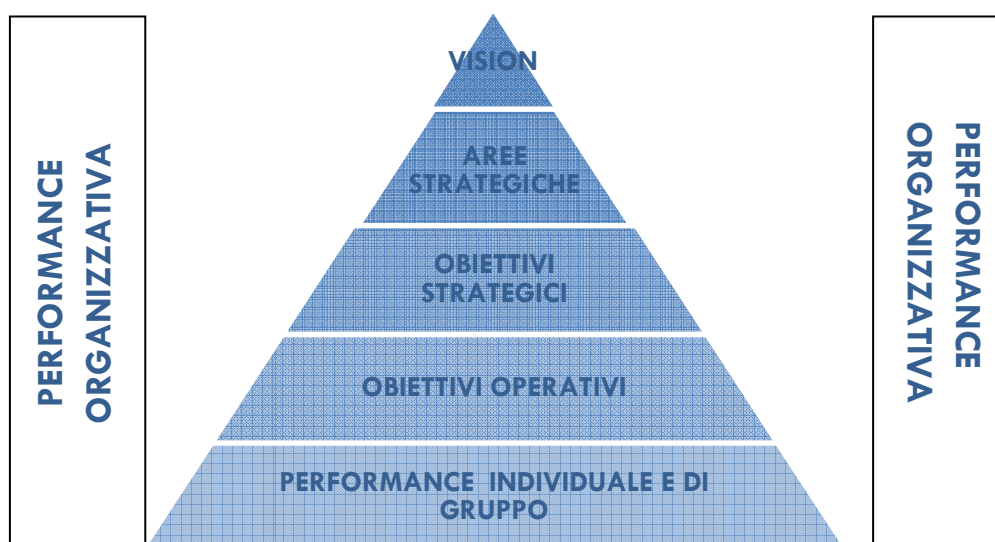 PERFORMANCE
ORGANIZZATIVA
VISION
AREE
STRATEGICHE
OBIETTIVI
STRATEGICI
OBIETTIVI OPERATIVI
PERFORMANCE INDIVIDUALE E DI
GRUPPO
PERFORMANCE
ORGANIZZATIVA